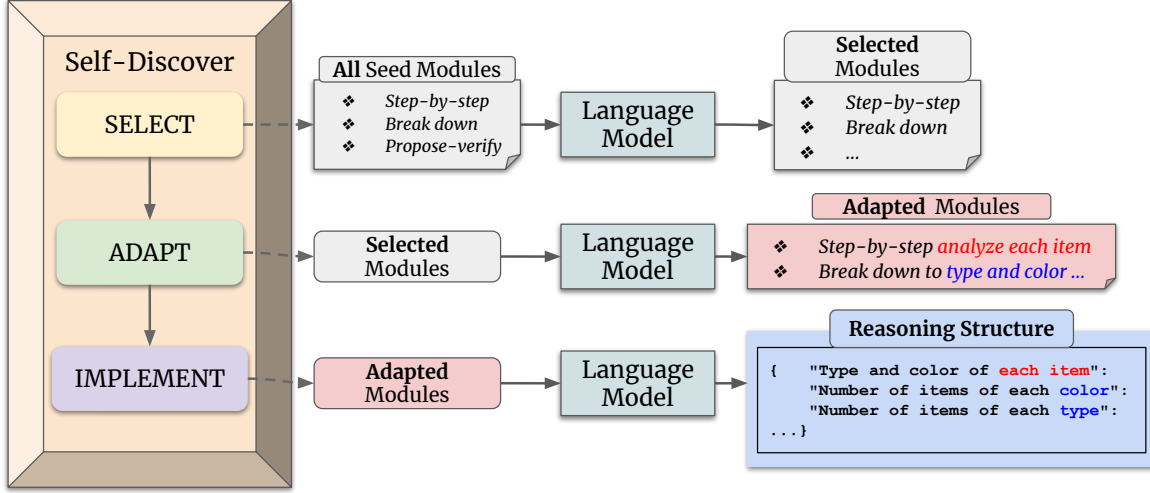 Self-Discover
SELECT
ADAPT
IMPLEMENT
All Seed Modules
❖ Step-by-step
❖ Break down
❖ Propose-verify
Language
Model
Selected
Modules
❖ Step-by-step
❖ Break down
❖ ...
Selected
Modules
Language
Model
Adapted Modules
❖ Step-by-step analyze each item
❖ Break down to type and color ...
Adapted
Modules
Language
Model
Reasoning Structure
{ "Type and color of each item":
"Number of items of each color":
"Number of items of each type":
...}